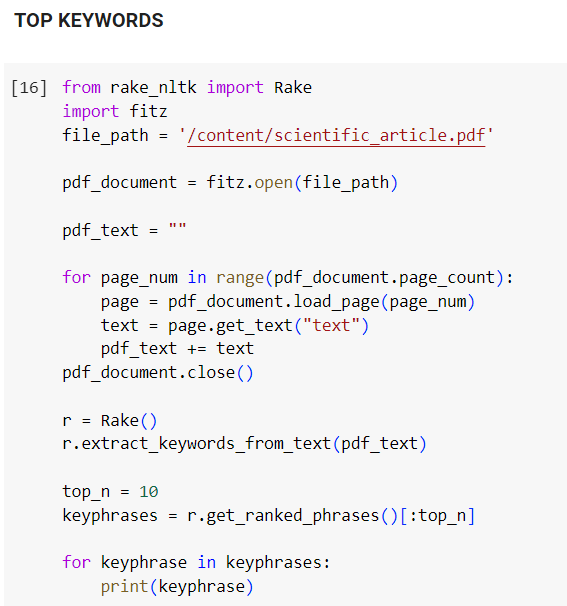 TOP KEYWORDS
[16] from rake_nltk import Rake
import fitz
file_path = '/content/scientific_article.pdf'
pdf_document = fitz.open(file_path)
pdf_text = ""
for page_num in range(pdf_document.page_count):
    page = pdf_document.load_page(page_num)
    text = page.get_text("text")
    pdf_text += text
pdf_document.close()
r = Rake()
r.extract_keywords_from_text(pdf_text)
top_n = 10
keyphrases = r.get_ranked_phrases()[:top_n]
for keyphrase in keyphrases:
    print(keyphrase)